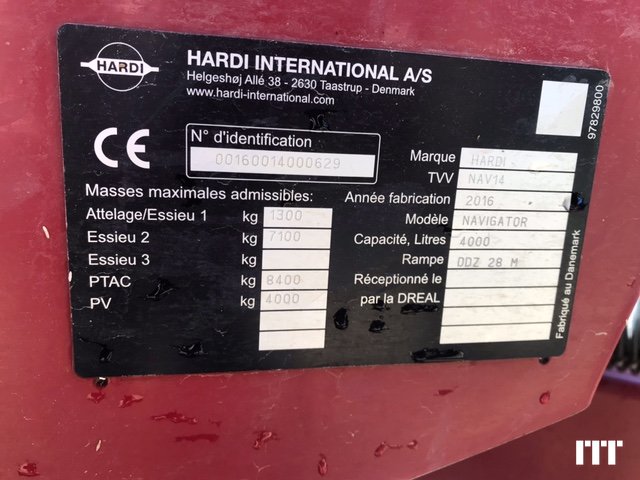 HARDI
HARDI INTERNATIONAL A/S
Helgeshøj Allé 38 - 2630 Taastrup - Denmark
www.hardi-international.com
97829800
CE
N° d'identification
00160014000629
Masses maximales admissibles:
Attelage/Essieu 1 kg 1300
Essieu 2 kg 7100
Essieu 3 kg
PTAC kg 8400
PV kg 4000
Marque HARDI -
TVV NAV14
Année fabrication 2016
Modèle NAVIGATOR
Capacité, Litres 4000
Rampe DDZ 28 M
Réceptionné le
par la DREAL
Fabriqué au Danemark